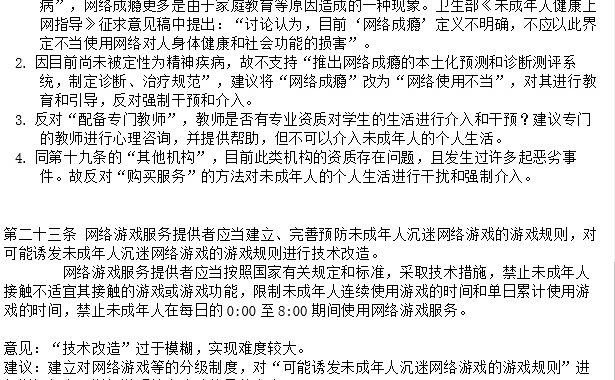 病”，网络成瘾更多是由于家庭教育等原因造成的一种现象。卫生部《未成年人健康上
网指导》征求意见稿中提出：“讨论认为，目前‘网络成瘾’定义不明确，不应以此界
定不当使用网络对人身体健康和社会功能的损害”。
2. 因目前尚未被定性为精神疾病，故不支持“推出网络成瘾的本土化预测和诊断测评系
统，制定诊断、治疗规范”，建议将“网络成瘾”改为“网络使用不当”，对其进行教
育和引导，反对强制干预和介入。
3. 反对“配备专门教师”，教师是否有专业资质对学生的生活进行介入和干预？建议专门
的教师进行心理咨询，并提供帮助，但不可以介入未成年人的个人生活。
4. 同第十九条的“其他机构”，目前此类机构的资质存在问题，且发生过许多起恶劣事
件。故反对“购买服务”的方法对未成年人的个人生活进行干扰和强制介入。
第二十三条 网络游戏服务提供者应当建立、完善预防未成年人沉迷网络游戏的游戏规则，对
可能诱发未成年人沉迷网络游戏的游戏规则进行技术改造。
网络游戏服务提供者应当按照国家有关规定和标准，采取技术措施，禁止未成年人
接触不适宜其接触的游戏或游戏功能，限制未成年人连续使用游戏的时间和单日累计使用游
戏的时间，禁止未成年人在每日的 0:00 至 8:00 期间使用网络游戏服务。
意见：“技术改造”过于模糊，实现难度较大。
建议：建立对网络游戏等的分级制度，对“可能诱发未成年人沉迷网络游戏的游戏规则”进